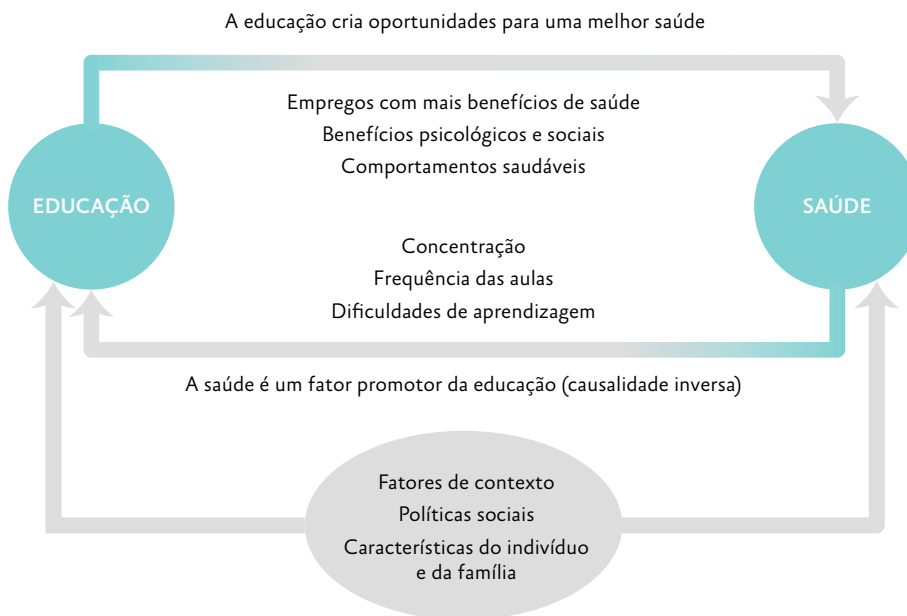 A educação cria oportunidades para uma melhor saúde
Empregos com mais benefícios de saúde
Benefícios psicológicos e sociais
Comportamentos saudáveis
EDUCAÇÃO
SAÚDE
Concentração
Frequência das aulas
Dificuldades de aprendizagem
A saúde é um fator promotor da educação (causalidade inversa)
Fatores de contexto
Políticas sociais
Características do indivíduo
e da família